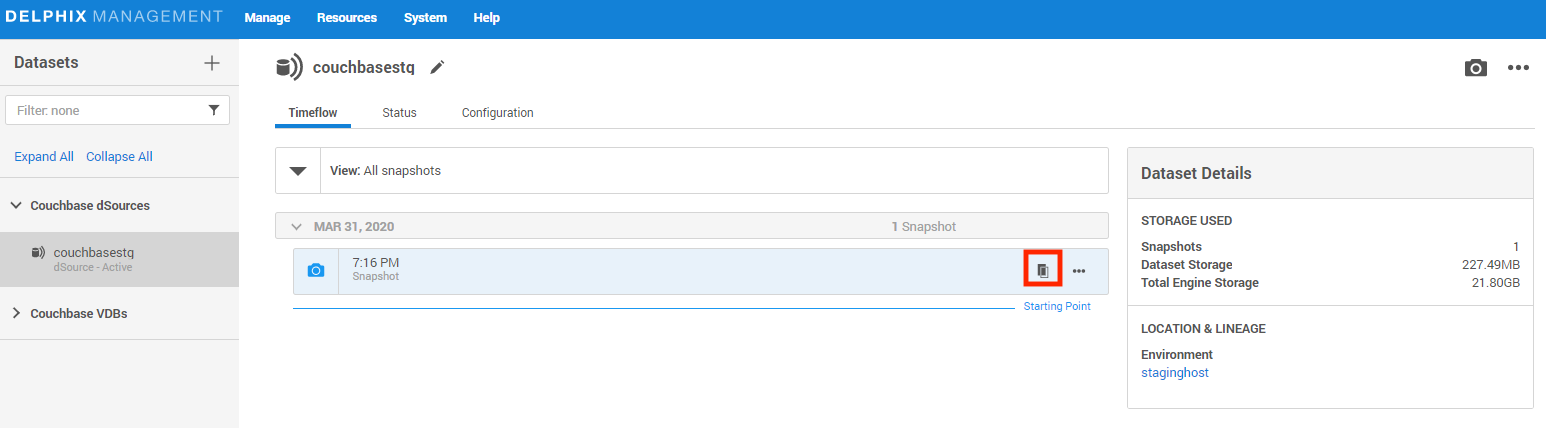 DELPHIX MANAGEMENT Manage Resources System Help
Datasets
Filter: none
Expand All Collapse All
Couchbase dSources
couchbasestg
dSource - Active
Couchbase VDBs
couchbasestg
Timeflow Status Configuration
View: All snapshots
MAR 31, 2020 1 Snapshot
7:16 PM
Snapshot
Starting Point
Dataset Details
STORAGE USED
Snapshots 1
Dataset Storage 227.49MB
Total Engine Storage 21.80GB
LOCATION & LINEAGE
Environment
staginghost